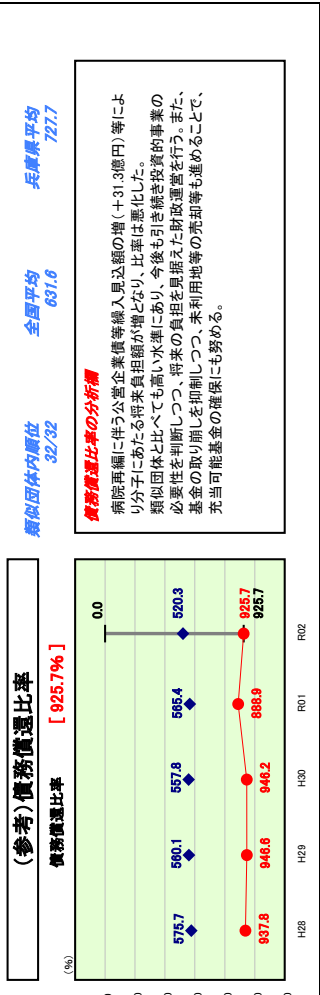 (参考)債務償還比率
債務償還比率 [ 925.7% ]
類似団体内順位
32/32
全国平均
631.6
兵庫県平均
727.7
(%)
575.7
560.1
557.8
565.4
520.3
0.0
937.8
946.6
946.2
888.9
925.7
925.7
H28
H29
H30
R01
R02
債務償還比率の分析欄
病院再編に伴う公営企業債等繰入見込額の増(+31.3億円)等によ
り分子にあたる将来負担額が増となり、比率は悪化した。
類似団体と比べても高い水準にあり、今後も引き続き投資的事業の
必要性を判断しつつ、将来の負担を見据えた財政運営を行う。また、
基金の取り崩しを抑制しつつ、未利用地等の売却等も進めることで、
充当可能基金の確保にも努める。